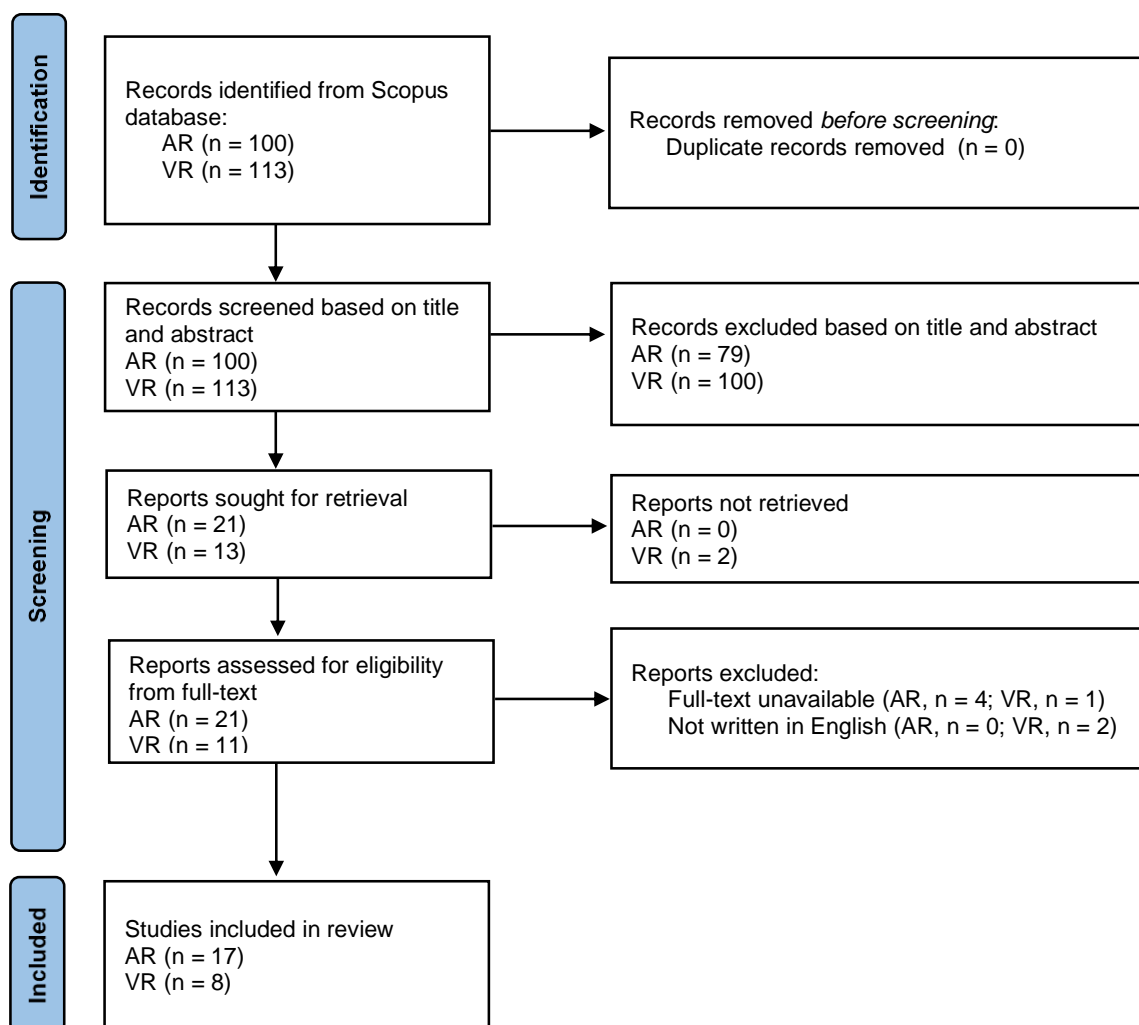 Identification
Records identified from Scopus
database:
AR (n = 100)
VR (n = 113)
Records removed before screening:
Duplicate records removed (n = 0)
Screening
Records screened based on title
and abstract
AR (n = 100)
VR (n = 113)
Records excluded based on title and abstract
AR (n = 79)
VR (n = 100)
Reports sought for retrieval
AR (n = 21)
VR (n = 13)
Reports not retrieved
AR (n = 0)
VR (n = 2)
Reports assessed for eligibility
from full-text
AR (n = 21)
VR (n = 11)
Reports excluded:
Full-text unavailable (AR, n = 4; VR, n = 1)
Not written in English (AR, n = 0; VR, n = 2)
Included
Studies included in review
AR (n = 17)
VR (n = 8)